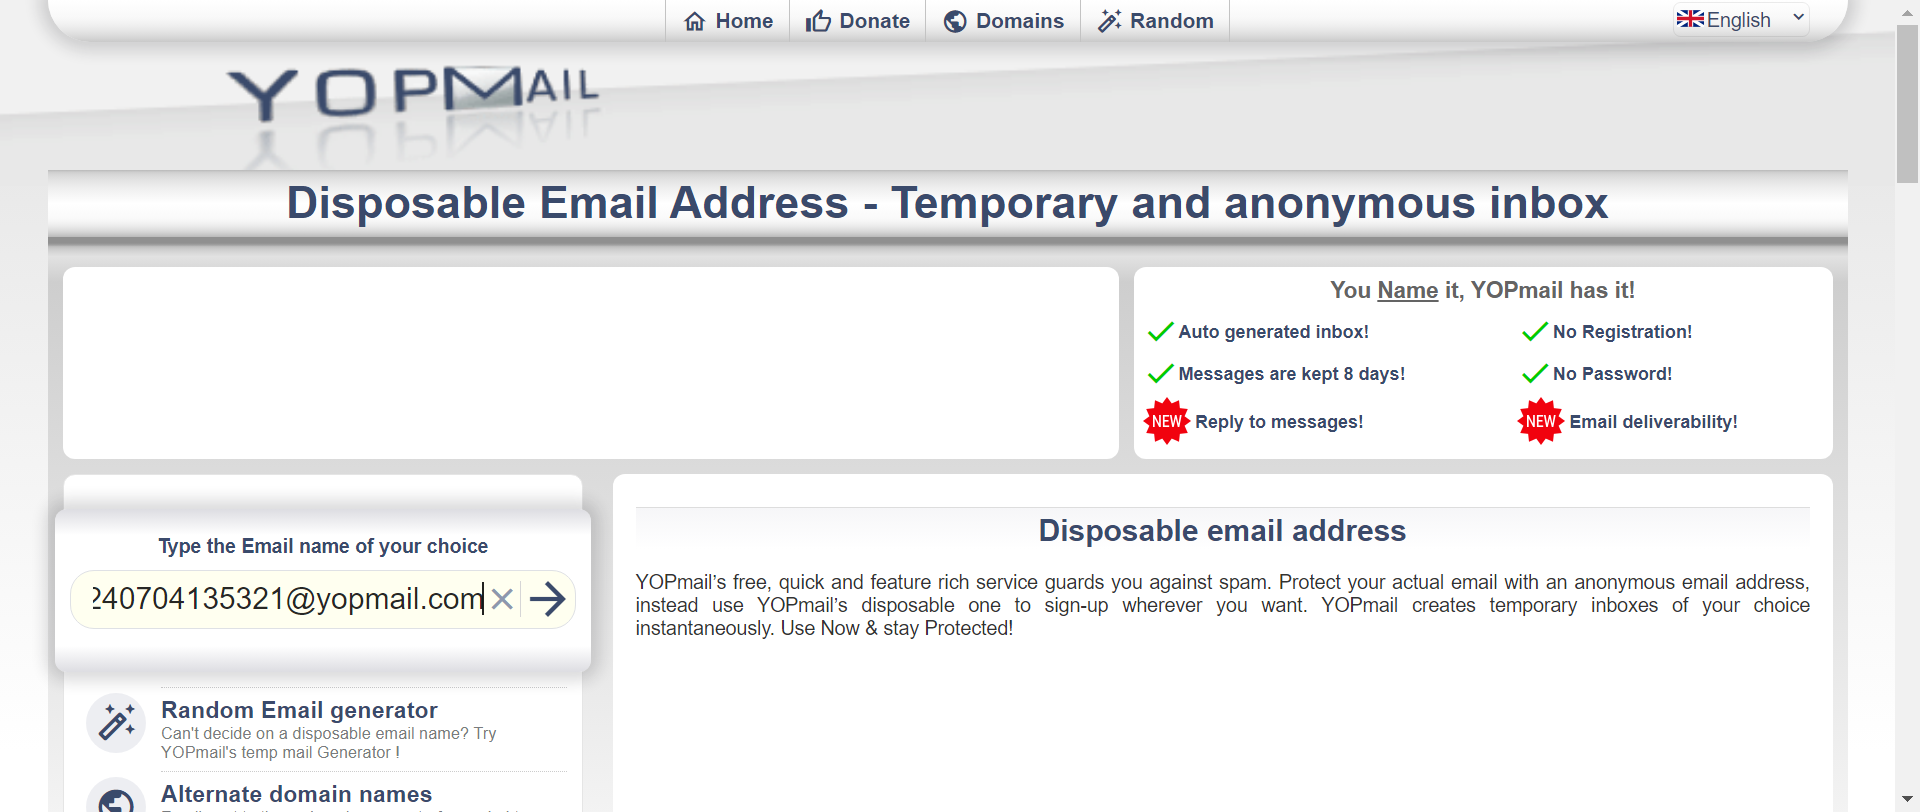 Home Donate Domains Random
English
YOPMAIL
Disposable Email Address - Temporary and anonymous inbox
You Name it, YOPmail has it!
Auto generated inbox! No Registration!
Messages are kept 8 days! No Password!
NEW Reply to messages! NEW Email deliverability!
Type the Email name of your choice
240704135321@yopmail.com
Random Email generator
Can't decide on a disposable email name? Try
YOPmail's temp mail Generator !
Alternate domain names
Disposable email address
YOPmail's free, quick and feature rich service guards you against spam. Protect your actual email with an anonymous email address,
instead use YOPmail's disposable one to sign-up wherever you want. YOPmail creates temporary inboxes of your choice
instantaneously. Use Now & stay Protected!